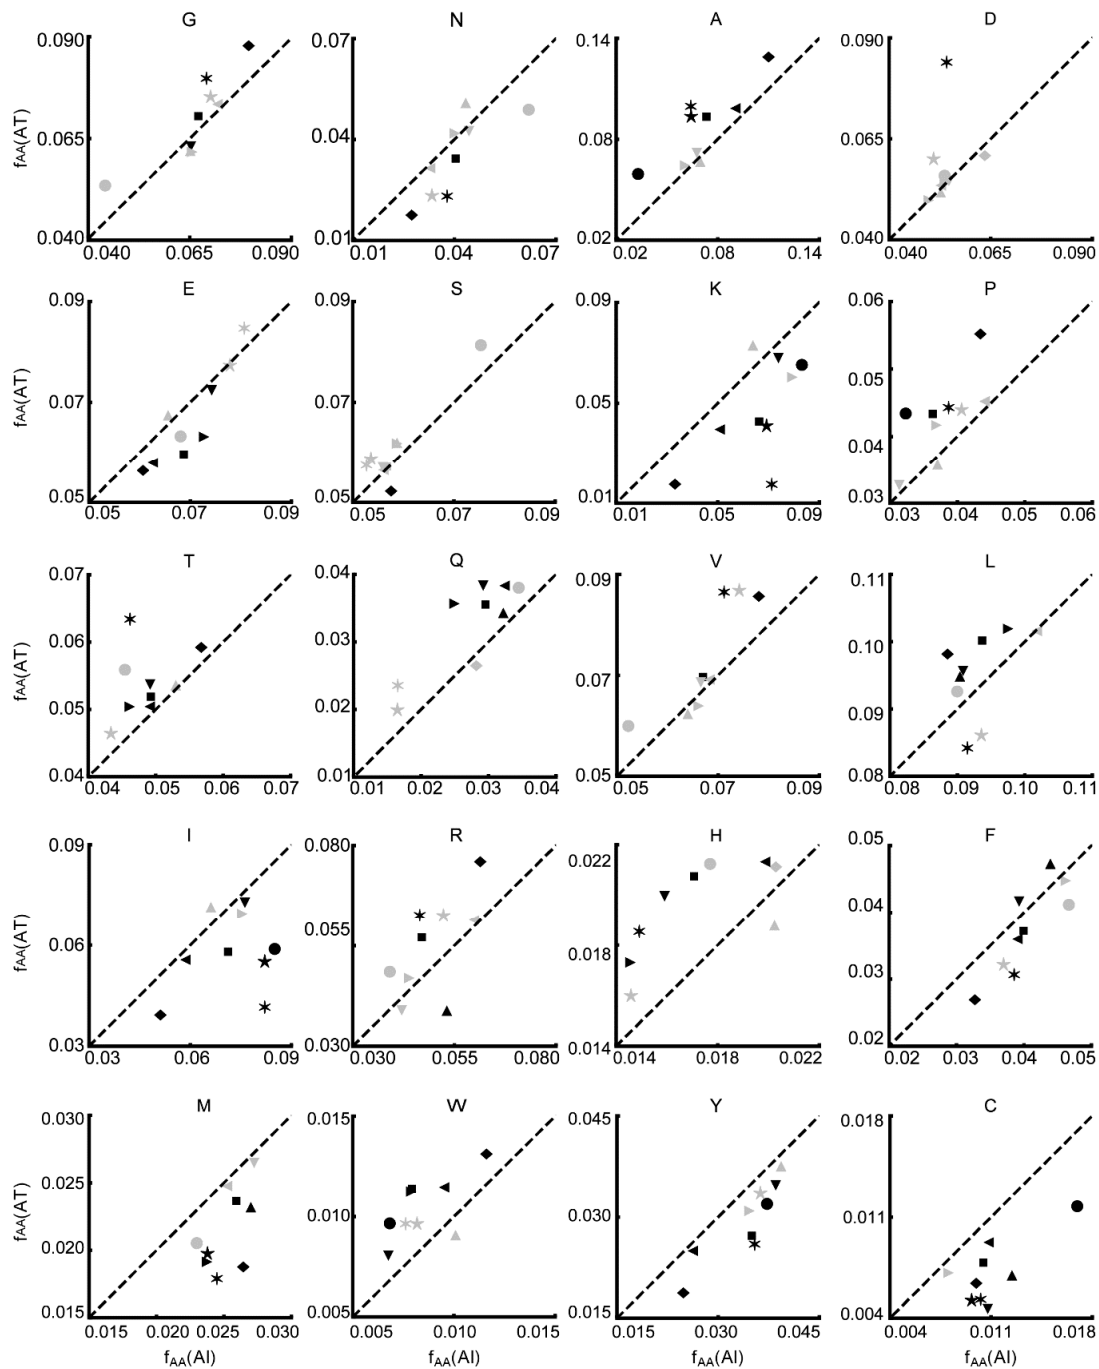 G N A D
0.090 0.07 0.14 0.090
fAA(AT) 0.065 0.04 0.08 0.065
0.040 0.01 0.02 0.040
0.040 0.065 0.090 0.01 0.04 0.07 0.02 0.08 0.14 0.040 0.065 0.090
E S K P
0.09 0.09 0.09 0.06
fAA(AT) 0.07 0.07 0.05 0.05
0.04
0.05 0.05 0.01 0.03
0.05 0.07 0.09 0.05 0.07 0.09 0.01 0.05 0.09 0.03 0.04 0.05 0.06
T Q V L
0.07 0.04 0.09 0.11
fAA(AT) 0.06 0.03 0.07 0.10
0.05 0.02 0.09
0.04 0.01 0.05 0.08
0.04 0.05 0.06 0.07 0.01 0.02 0.03 0.04 0.05 0.07 0.09 0.08 0.09 0.10 0.11
I R H F
0.09 0.080 0.022 0.05
0.04
fAA(AT) 0.06 0.055 0.018 0.03
0.03 0.030 0.014 0.02
0.03 0.06 0.09 0.030 0.055 0.080 0.014 0.018 0.022 0.02 0.03 0.04 0.05
M W Y C
0.030 0.015 0.045 0.018
fAA(AT) 0.025 0.010 0.030 0.011
0.020
0.015 0.005 0.015 0.004
0.015 0.020 0.025 0.030 0.005 0.010 0.015 0.015 0.030 0.045 0.004 0.011 0.018
fAA(AI) fAA(AI) fAA(AI) fAA(AI)